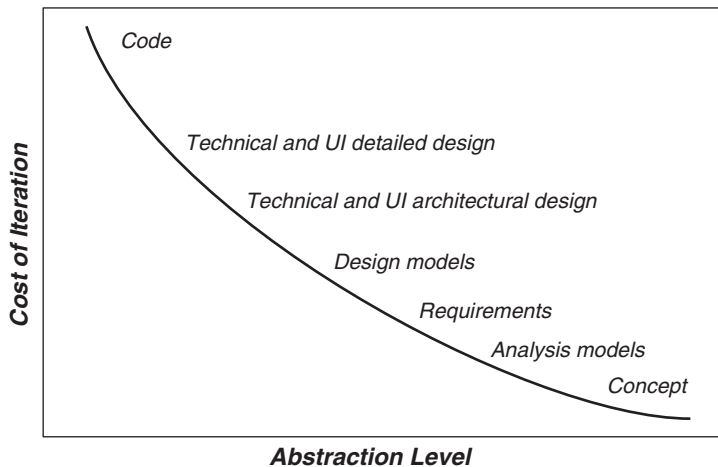 Code
Technical and UI detailed design
Technical and UI architectural design
Design models
Requirements
Analysis models
Concept
Cost of Iteration
Abstraction Level